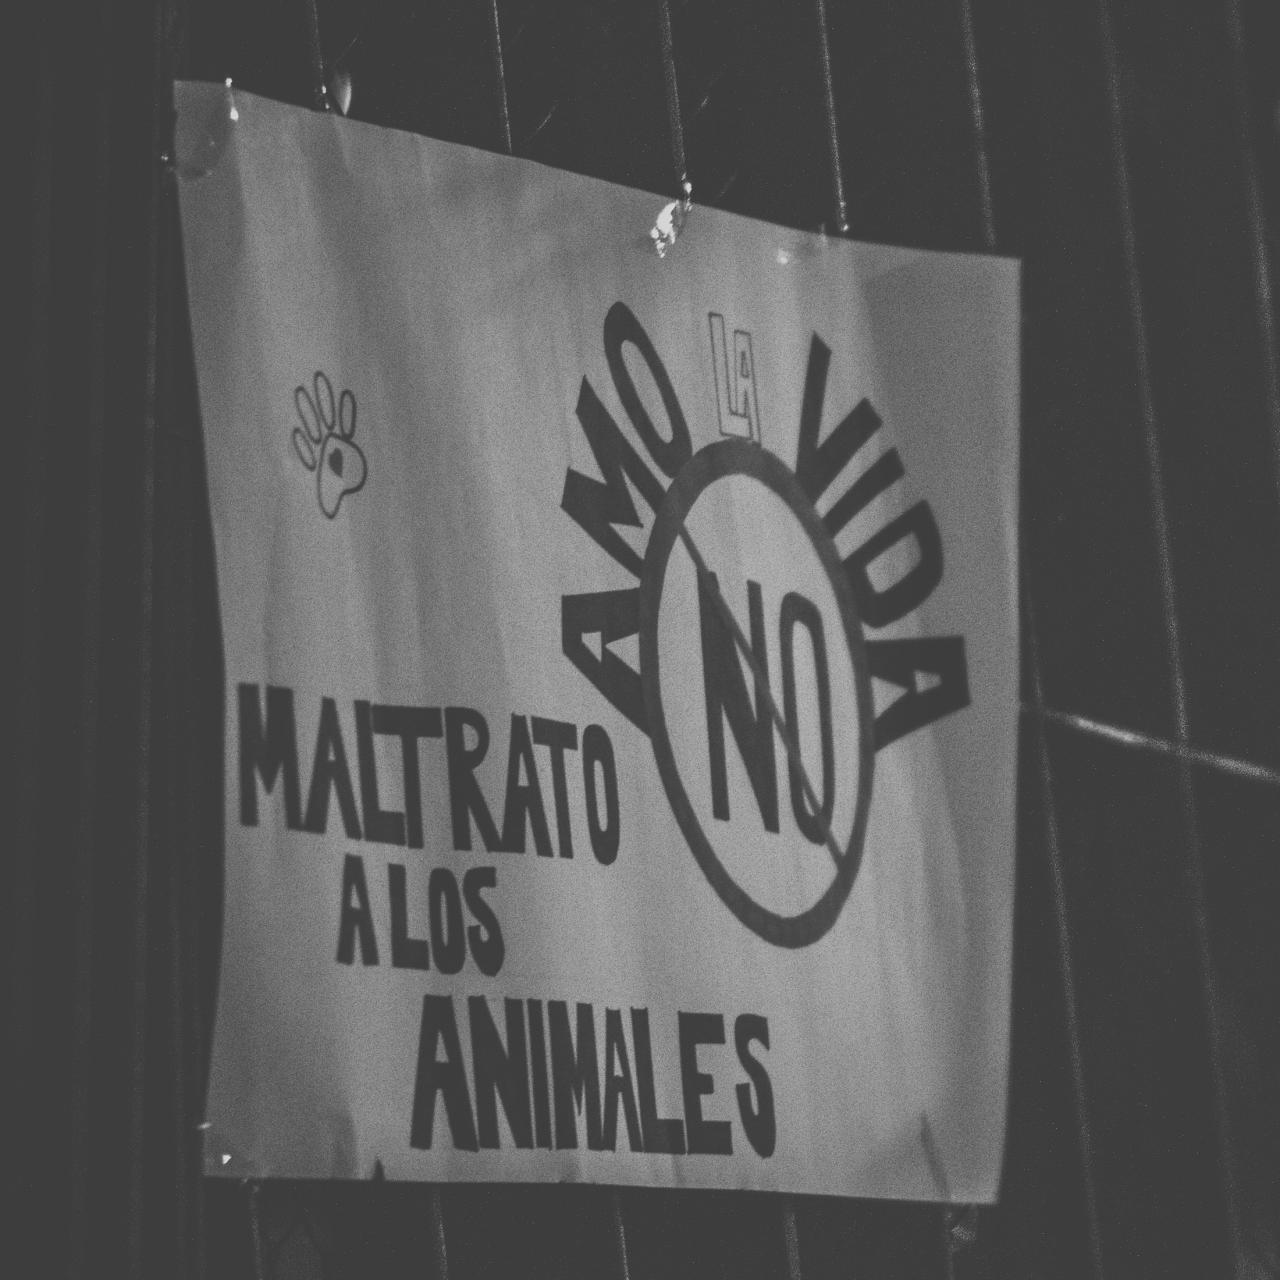 AMO LA VIDA
NO
MALTRATO
A LOS
ANIMALES